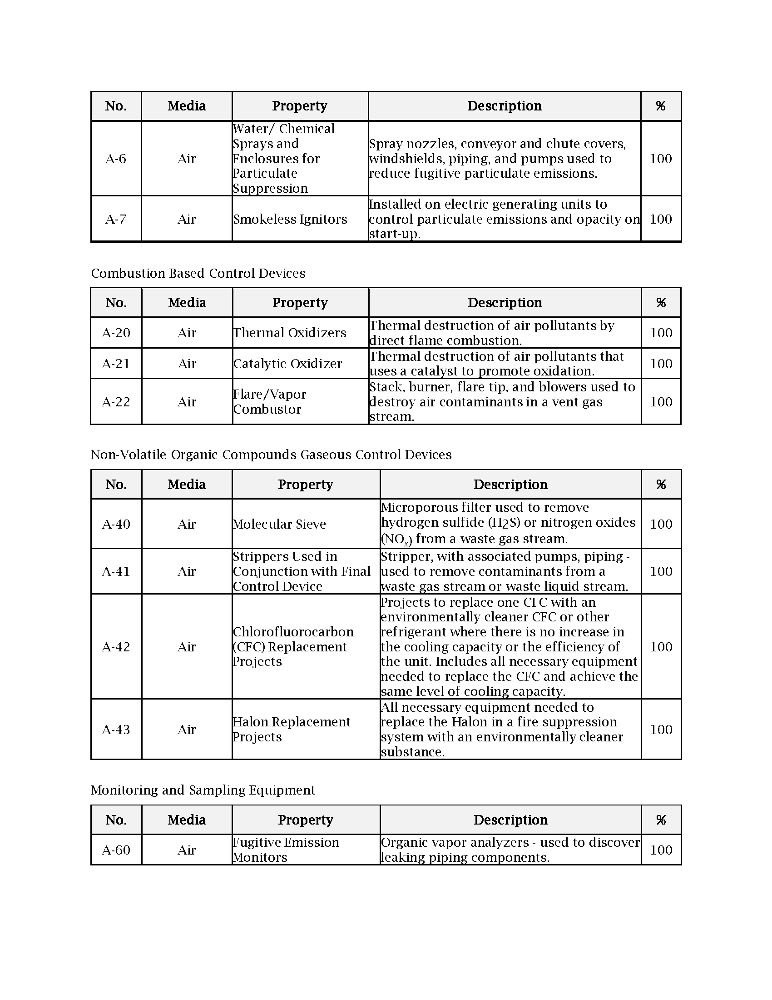 No. Media Property Description %
A-6 Air Water/ Chemical
Sprays and
Enclosures for
Particulate
Suppression
Spray nozzles, conveyor and chute covers,
windshields, piping, and pumps used to
reduce fugitive particulate emissions.
100
A-7 Air Smokeless Ignitors
Installed on electric generating units to
control particulate emissions and opacity on
start-up.
100
Combustion Based Control Devices
No. Media Property Description %
A-20 Air Thermal Oxidizers
Thermal destruction of air pollutants by
direct flame combustion.
100
A-21 Air Catalytic Oxidizer
Thermal destruction of air pollutants that
uses a catalyst to promote oxidation.
100
A-22 Air Flare/Vapor
Combustor
Stack, burner, flare tip, and blowers used to
destroy air contaminants in a vent gas
stream.
100
Non-Volatile Organic Compounds Gaseous Control Devices
No. Media Property Description %
A-40 Air Molecular Sieve
Microporous filter used to remove
hydrogen sulfide (H2S) or nitrogen oxides
(NOx) from a waste gas stream.
100
A-41 Air Strippers Used in
Conjunction with Final
Control Device
Stripper, with associated pumps, piping -
used to remove contaminants from a
waste gas stream or waste liquid stream.
100
A-42 Air Chlorofluorocarbon
(CFC) Replacement
Projects
Projects to replace one CFC with an
environmentally cleaner CFC or other
refrigerant where there is no increase in
the cooling capacity or the efficiency of
the unit. Includes all necessary equipment
needed to replace the CFC and achieve the
same level of cooling capacity.
100
A-43 Air Halon Replacement
Projects
All necessary equipment needed to
replace the Halon in a fire suppression
system with an environmentally cleaner
substance.
100
Monitoring and Sampling Equipment
No. Media Property Description %
A-60 Air Fugitive Emission
Monitors
Organic vapor analyzers - used to discover
leaking piping components.
100